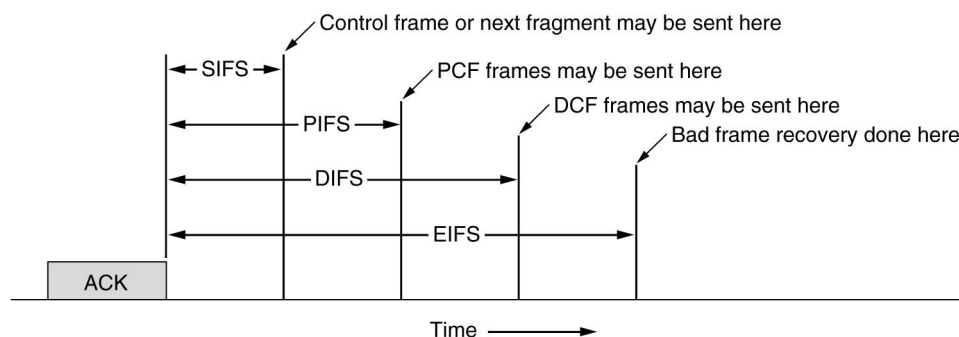 Control frame or next fragment may be sent here
SIFS
PCF frames may be sent here
PIFS
DCF frames may be sent here
Bad frame recovery done here
DIFS
EIFS
ACK
Time